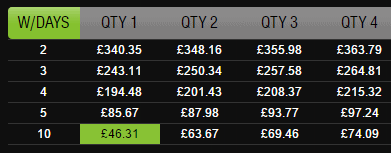 W/DAYS QTY 1 QTY 2 QTY 3 QTY 4
2 £340.35 £348.16 £355.98 £363.79
3 £243.11 £250.34 £257.58 £264.81
4 £194.48 £201.43 £208.37 £215.32
5 £85.67 £87.98 £93.77 £97.24
10 £46.31 £63.67 £69.46 £74.09